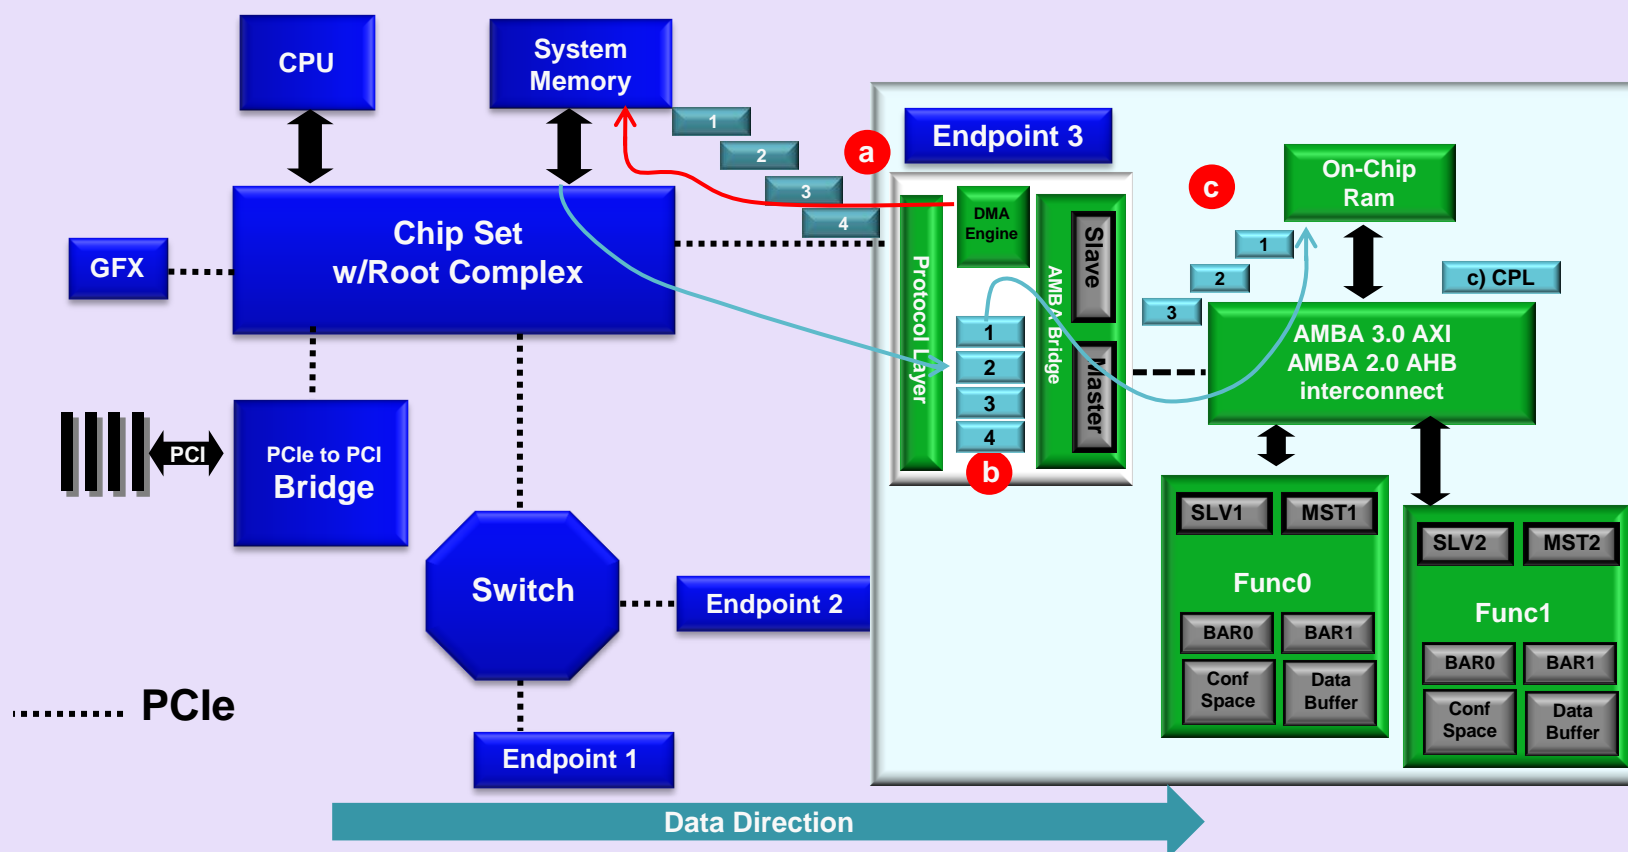 CPU
System
Memory
1
2
3
4
a
Endpoint 3
DMA
Engine
Protocol Layer
AMBA Bridge
Slave
Master
1
2
3
4
b
c
On-Chip
Ram
1
2
3
c) CPL
AMBA 3.0 AXI
AMBA 2.0 AHB
interconnect
Chip Set
w/Root Complex
GFX
PCI
PCIe to PCI
Bridge
Switch
Endpoint 2
Endpoint 1
PCIe
SLV1
MST1
Func0
BAR0
BAR1
Conf
Space
Data
Buffer
SLV2
MST2
Func1
BAR0
BAR1
Conf
Space
Data
Buffer
Data Direction